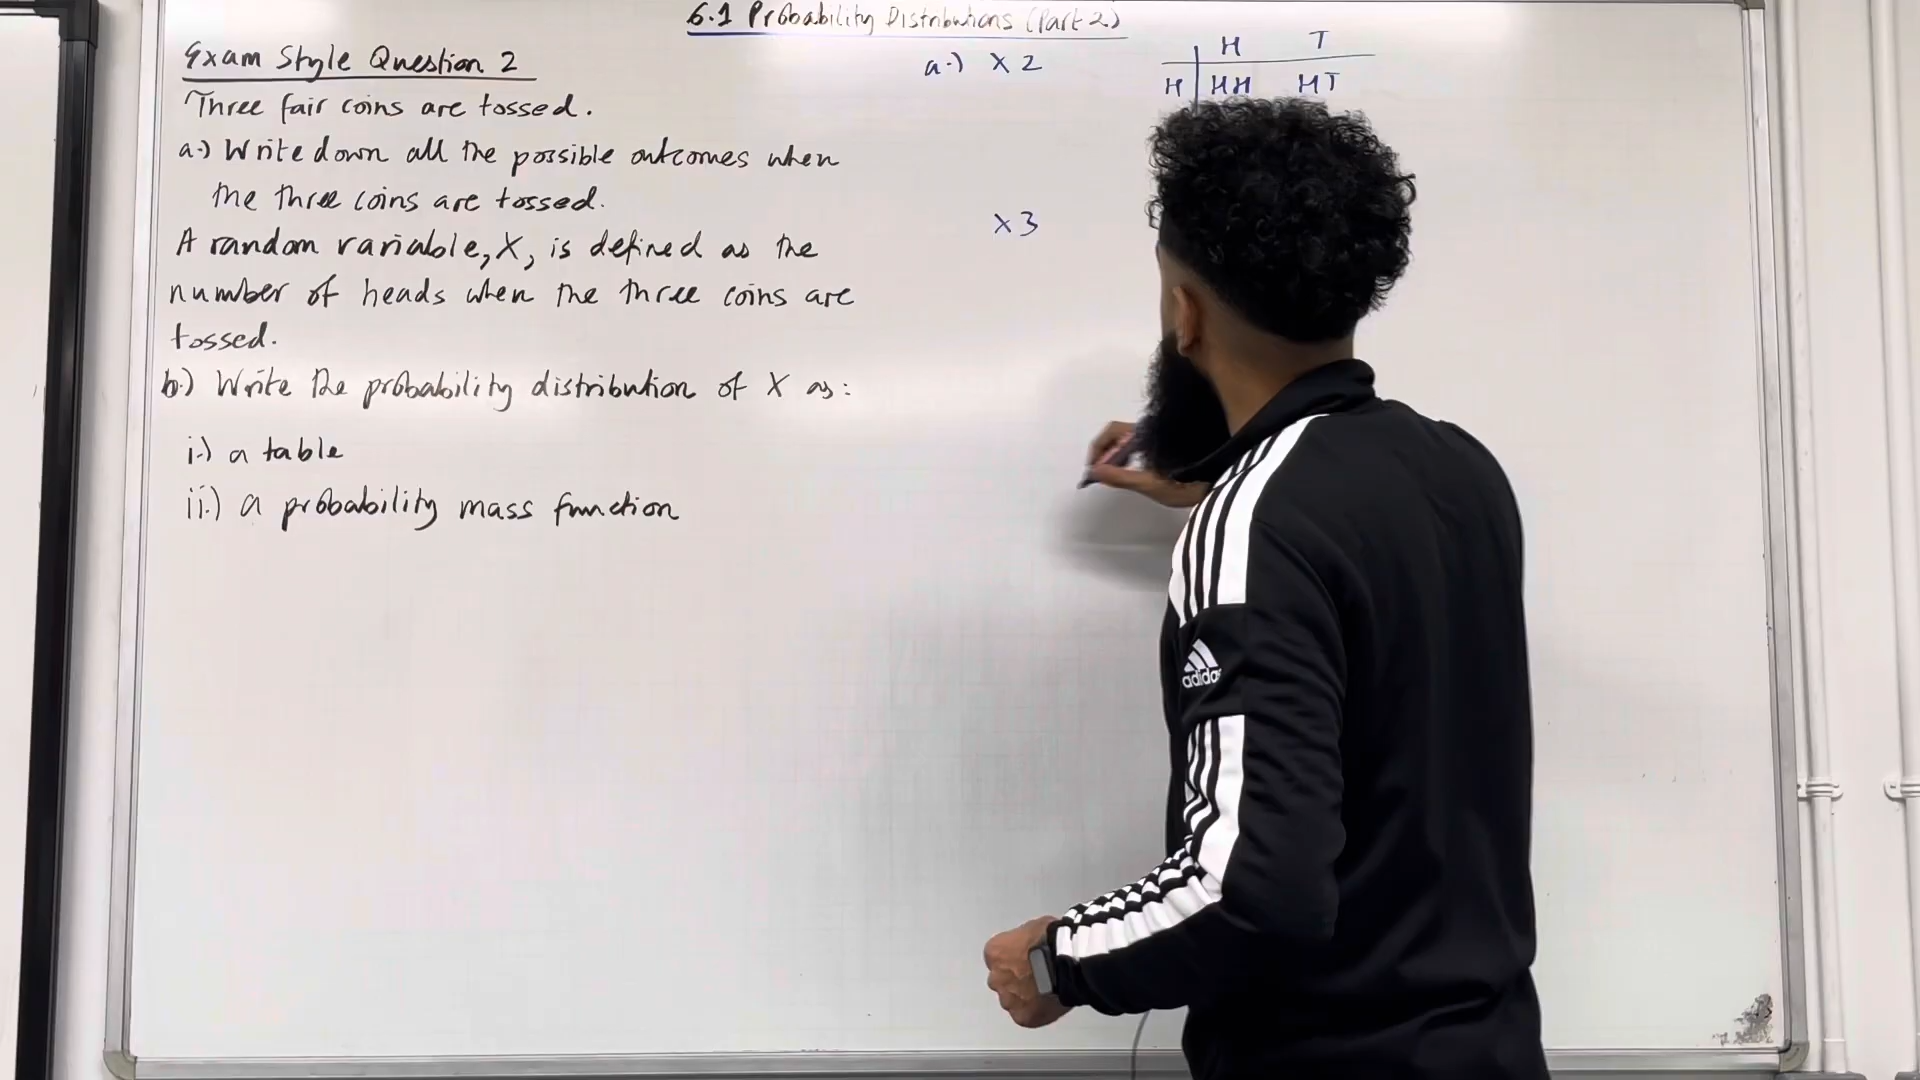 6.1 Probability Distributions (Part 2)
Exam Style Question 2
Three fair coins are tossed.
a.) Write down all the possible outcomes when
the three coins are tossed.
A random variable, X, is defined as the
number of heads when the three coins are
tossed.
b.) Write the probability distribution of X as:
i.) a table
ii.) a probability mass function
a.) x 2
H T
H HH HT
x 3
adidas